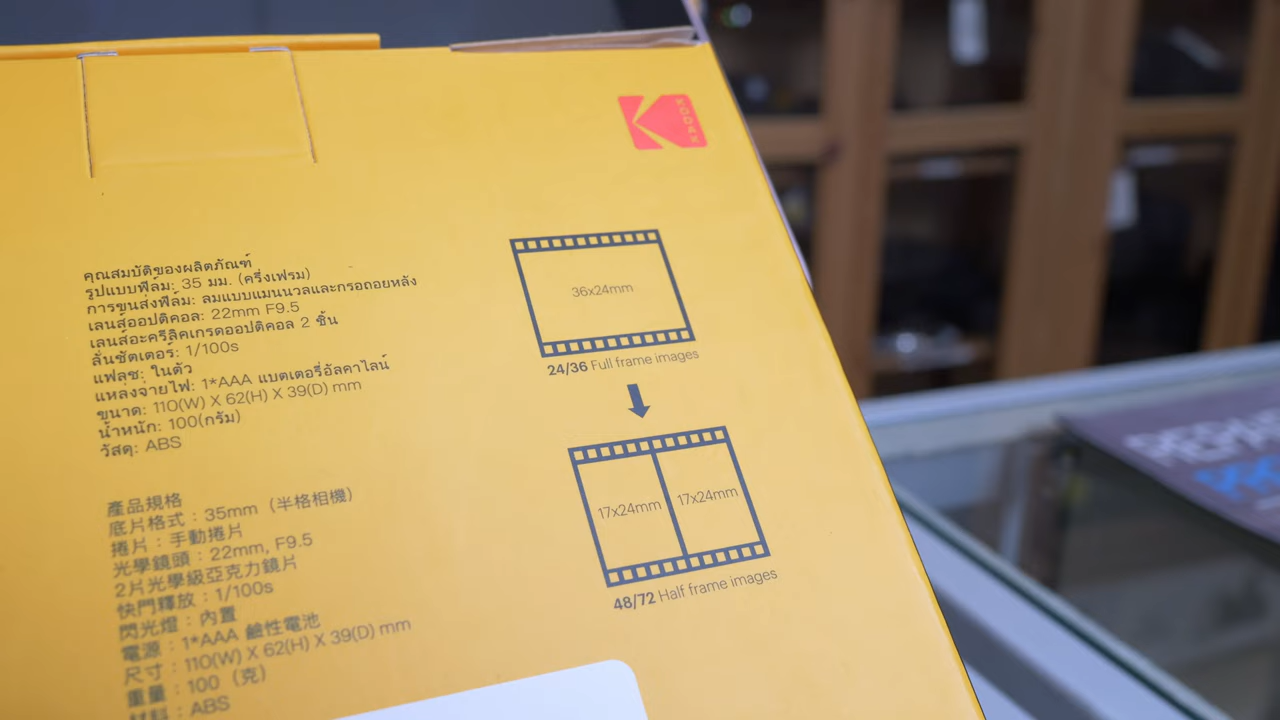 KODAK
คุณสมบัติของผลิตภัณฑ์
รูปแบบฟิล์ม: 35 มม. (ครึ่งเฟรม)
การขนส่งฟิล์ม: ลมแบบแมนนวลและกรอถอยหลัง
เลนส์ออปติคอล: 22mm F9.5
เลนส์อะครีลิคเกรดออปติคอล 2 ชิ้น
ลั่นชัตเตอร์: 1/100s
แฟลช: ในตัว
แหล่งจ่ายไฟ: 1*AAA แบตเตอรี่อัลคาไลน์
ขนาด: 110(W) X 62(H) X 39(D) mm
น้ำหนัก: 100(กรัม)
วัสดุ: ABS
產品規格
底片格式：35mm（半格相機）
捲片：手動捲片
光學鏡頭：22mm, F9.5
2片光學級亞克力鏡片
快門釋放：1/100s
閃光燈：內置
電源：1*AAA 鹼性電池
尺寸：110(W) X 62(H) X 39(D) mm
重量：100（克）
材料：ABS
36x24mm
24/36 Full frame images
17x24mm
17x24mm
48/72 Half frame images